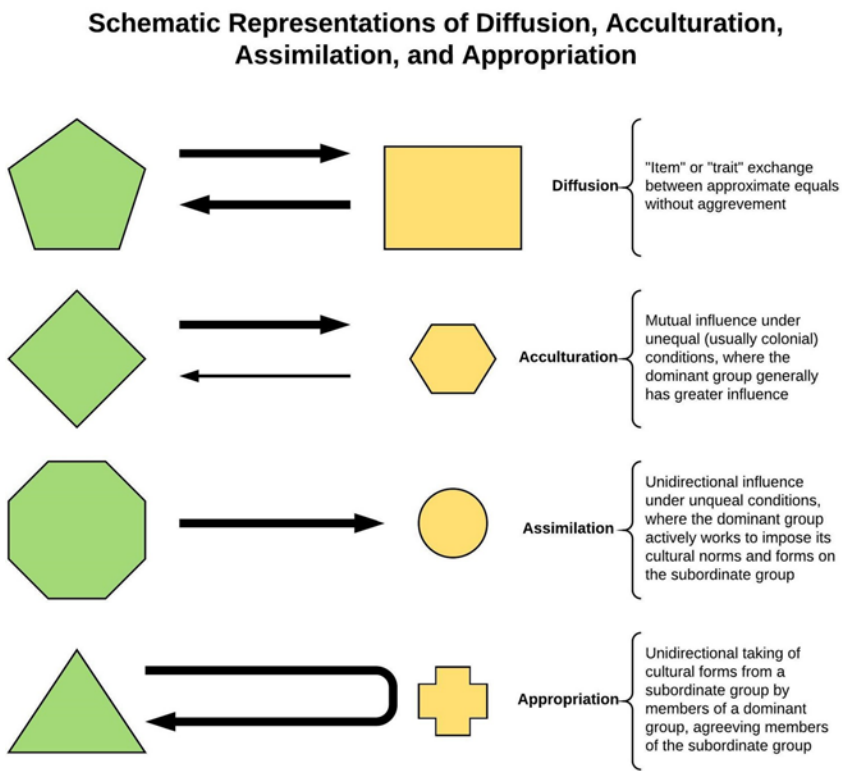 Schematic Representations of Diffusion, Acculturation,
Assimilation, and Appropriation
Diffusion
"Item" or "trait" exchange
between approximate equals
without aggrevement
Acculturation
Mutual influence under
unequal (usually colonial)
conditions, where the
dominant group generally
has greater influence
Assimilation
Unidirectional influence
under unqueal conditions,
where the dominant group
actively works to impose its
cultural norms and forms on
the subordinate group
Appropriation
Unidirectional taking of
cultural forms from a
subordinate group by
members of a dominant
group, agreeving members
of the subordinate group